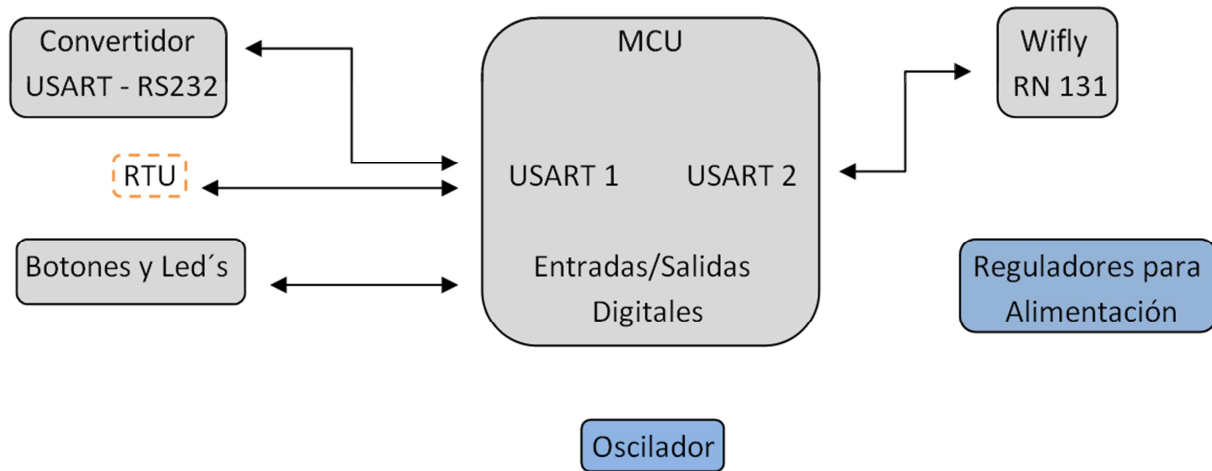 Convertidor
USART - RS232
RTU
Botones y Led´s
MCU
USART 1
USART 2
Entradas/Salidas
Digitales
Wifly
RN 131
Reguladores para
Alimentación
Oscilador